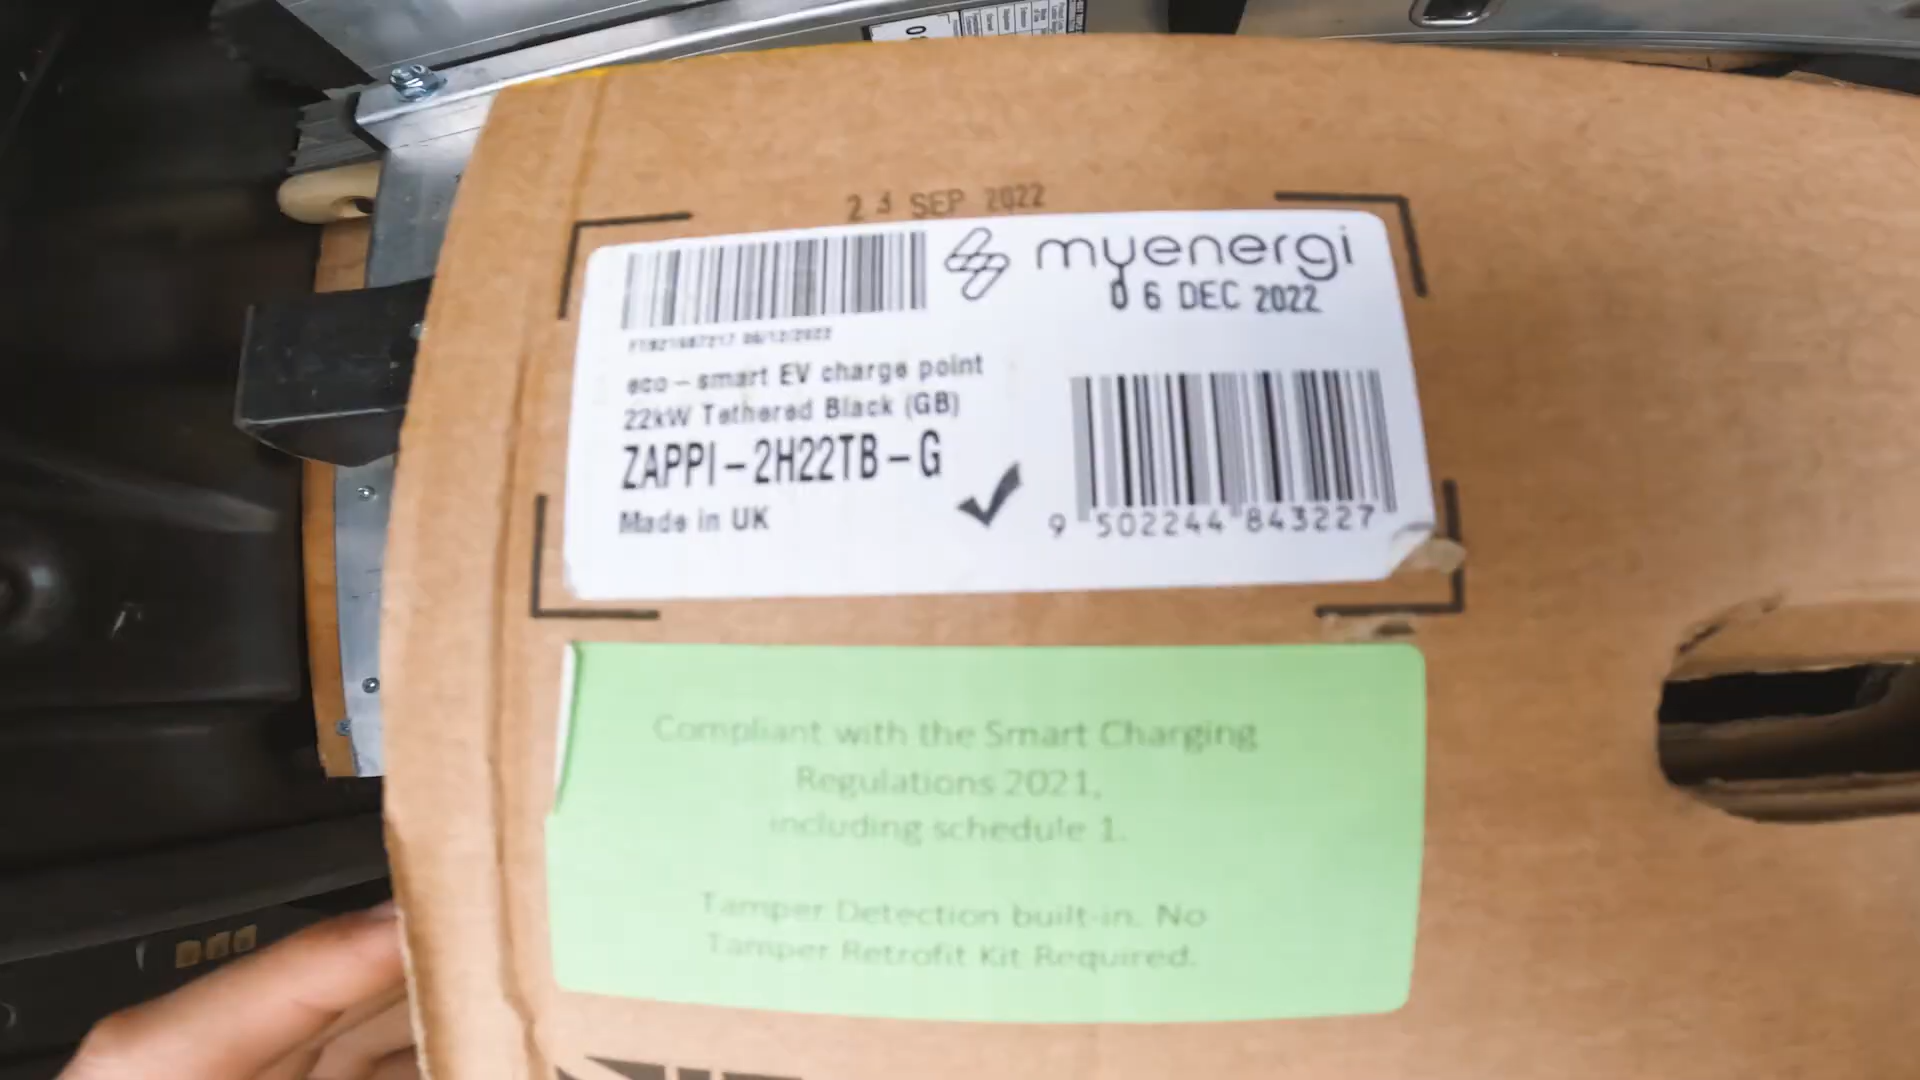 SEP 2022
myenergi
0 6 DEC 2022
eco – smart EV charge point
22kW Tethered Black (GB)
ZAPPI – 2H22TB – G
Made in UK
9 502244 843227
Compliant with the Smart Charging
Regulations 2021,
including schedule 1.
Tamper Detection built-in. No
Tamper Retrofit Kit Required.